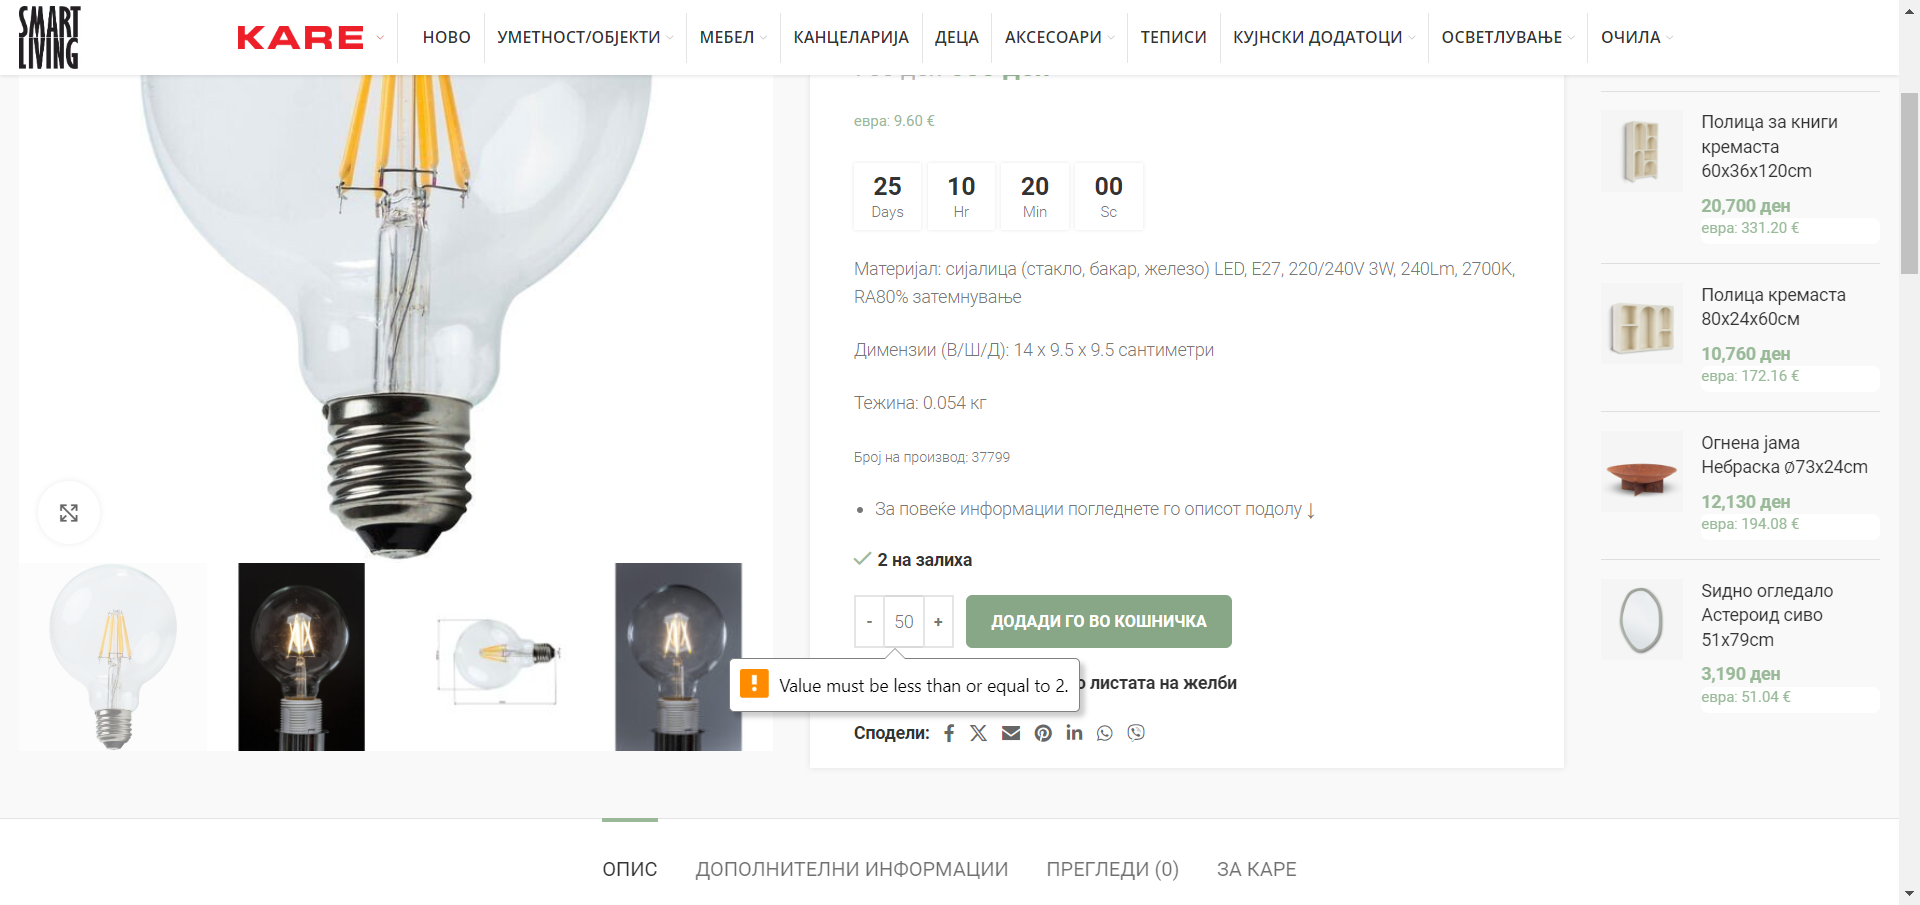 SMART
LIVING
KARE
НОВО
УМЕТНОСТ/ОБЈЕКТИ
МЕБЕЛ
КАНЦЕЛАРИЈА
ДЕЦА
АКСЕСОАРИ
ТЕПИСИ
КУЈНСКИ ДОДАТОЦИ
ОСВЕТЛУВАЊЕ
ОЧИЛА
евра: 9.60 €
25
Days
10
Hr
20
Min
00
Sc
Материјал: сијалица (стакло, бакар, железо) LED, E27, 220/240V 3W, 240Lm, 2700K,
RA80% затемнување
Димензии (В/Ш/Д): 14 x 9.5 x 9.5 сантиметри
Тежина: 0.054 кг
Број на производ: 37799
• За повеќе информации погледнете го описот подолу ↓
2 на залиха
- 50 +
ДОДАДИ ГО ВО КОШНИЧКА
Value must be less than or equal to 2.
листата на желби
Сподели:
ОПИС
ДОПОЛНИТЕЛНИ ИНФОРМАЦИИ
ПРЕГЛЕДИ (0)
ЗА КАРЕ
Полица за книги
кремаста
60x36x120cm
20,700 ден
евра: 331.20 €
Полица кремаста
80x24x60см
10,760 ден
евра: 172.16 €
Огнена јама
Небраска ∅73x24cm
12,130 ден
евра: 194.08 €
Ѕидно огледало
Астероид сиво
51x79cm
3,190 ден
евра: 51.04 €